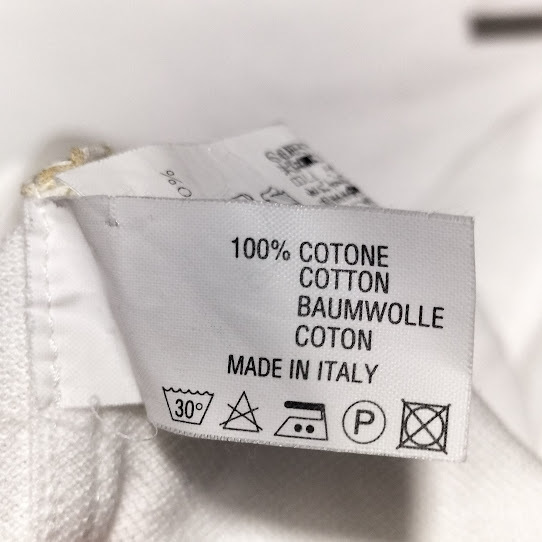 100% COTONE
COTTON
BAUMWOLLE
COTON
MADE IN ITALY
30° P